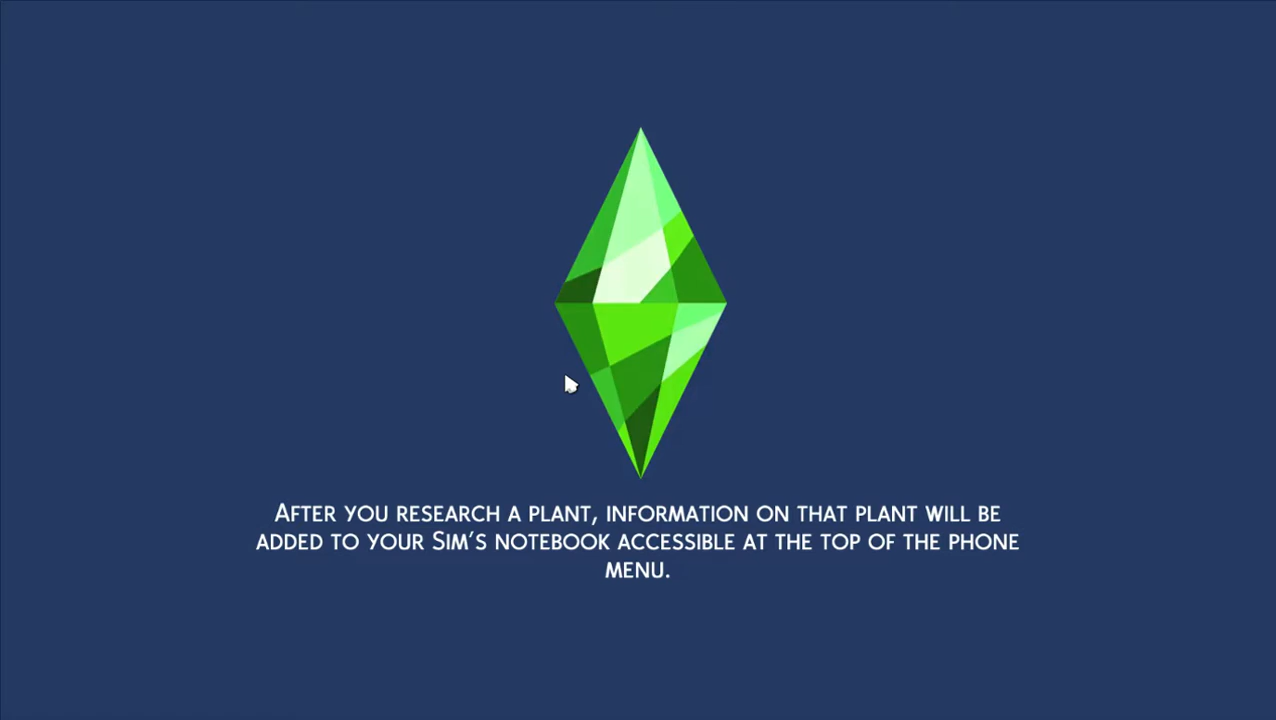 After you research a plant, information on that plant will be
added to your Sim's notebook accessible at the top of the phone
menu.